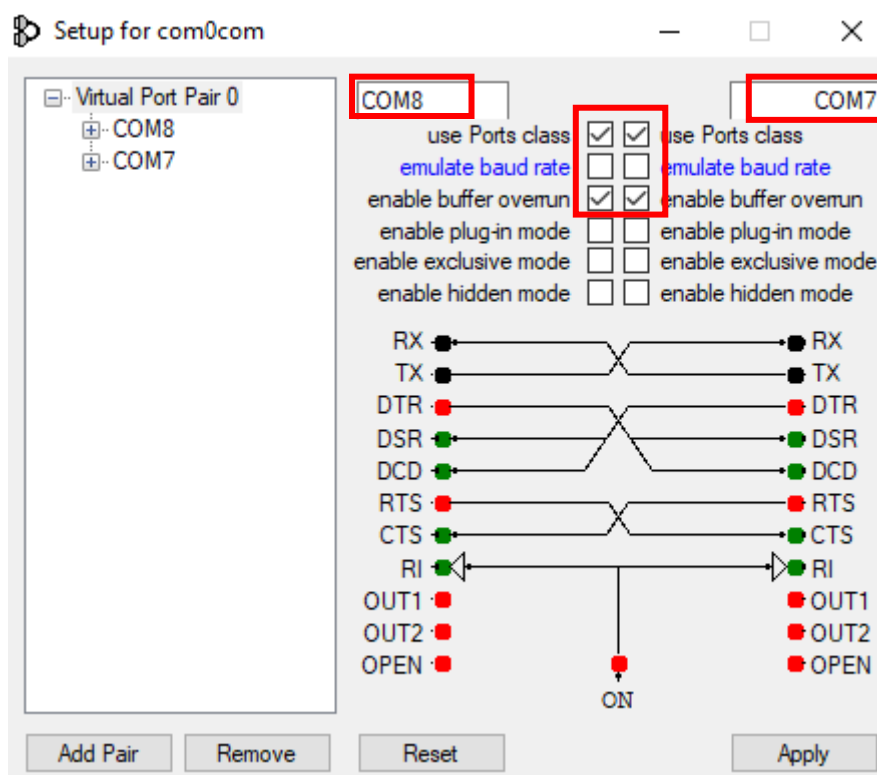 Setup for com0com
Virtual Port Pair 0
COM8
COM7
COM8 COM7
use Ports class use Ports class
emulate baud rate emulate baud rate
enable buffer overrun enable buffer overrun
enable plug-in mode enable plug-in mode
enable exclusive mode enable exclusive mode
enable hidden mode enable hidden mode
RX RX
TX TX
DTR DTR
DSR DSR
DCD DCD
RTS RTS
CTS CTS
RI RI
OUT1 OUT1
OUT2 OUT2
OPEN OPEN
ON
Add Pair Remove Reset Apply